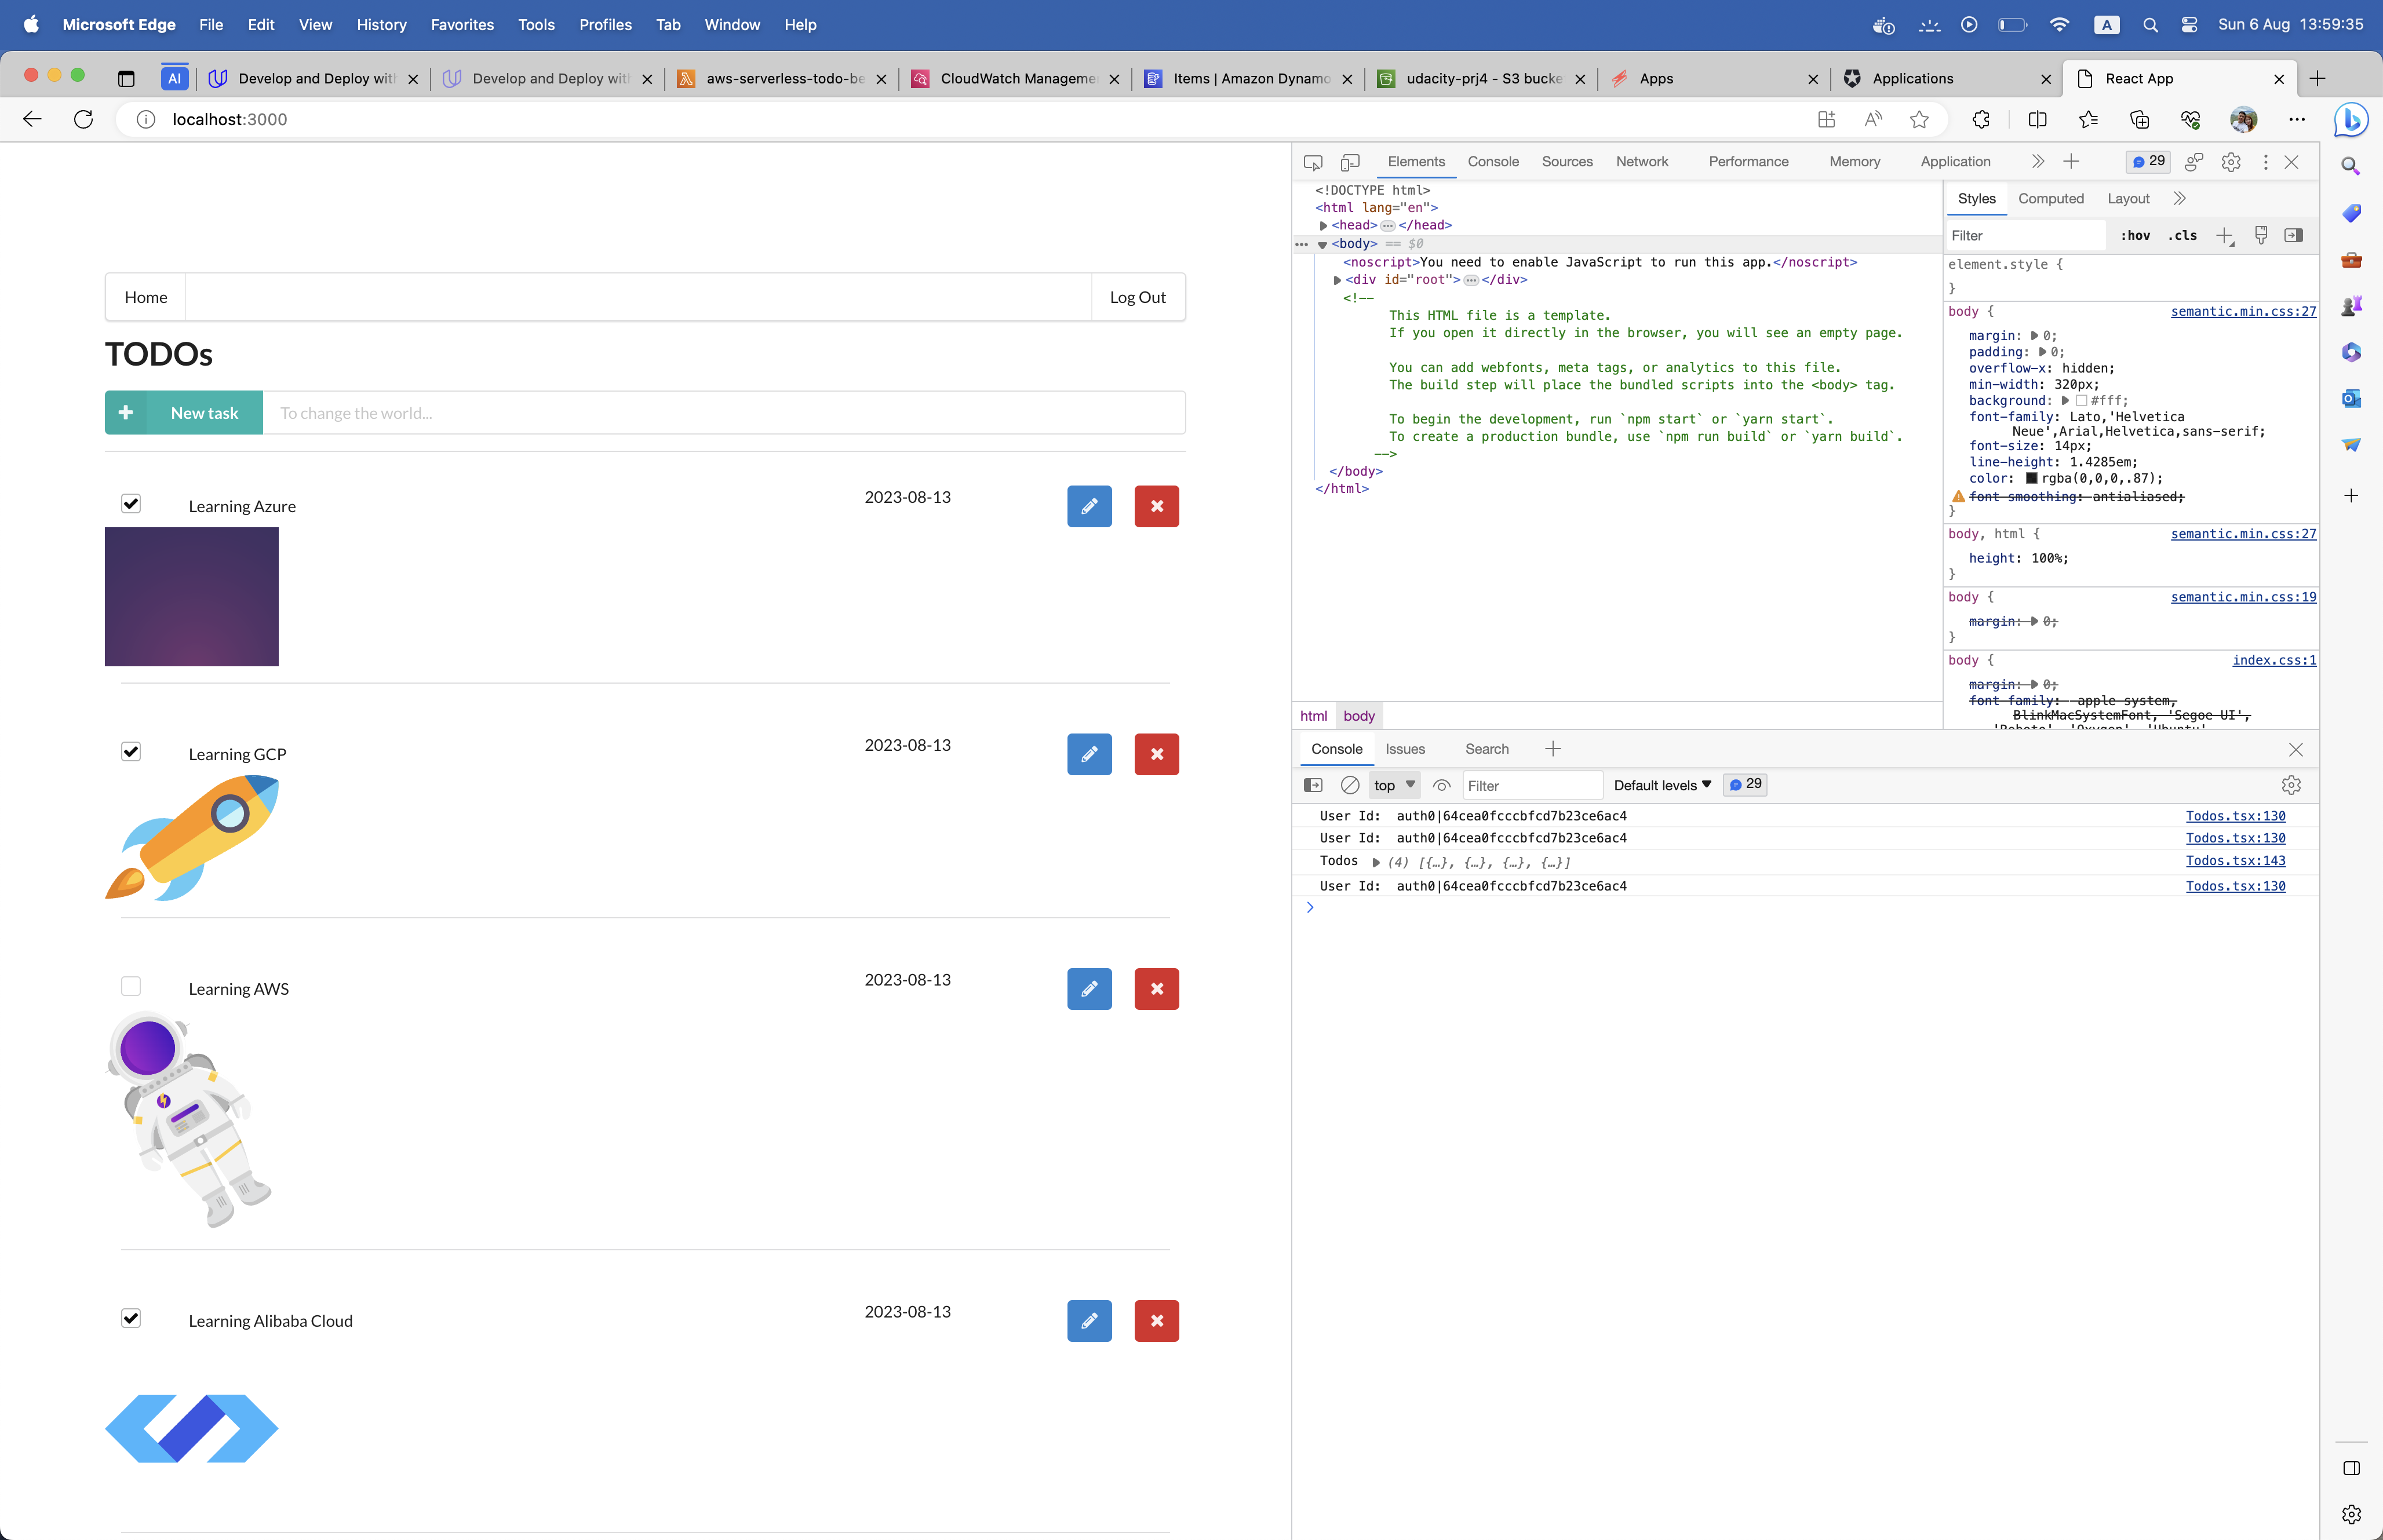 Microsoft Edge File Edit View History Favorites Tools Profiles Tab Window Help
A Sun 6 Aug 13:59:35
AI Develop and Deploy with Develop and Deploy with aws-serverless-todo-be CloudWatch Manageme Items | Amazon Dynamo udacity-prj4 - S3 bucke Apps Applications React App
localhost:3000
Home Log Out
TODOs
New task To change the world...
Learning Azure 2023-08-13
Learning GCP 2023-08-13
Learning AWS 2023-08-13
Learning Alibaba Cloud 2023-08-13
Elements Console Sources Network Performance Memory Application 29
<!DOCTYPE html>
<html lang="en">
<head>…</head>
<body> == $0
<noscript>You need to enable JavaScript to run this app.</noscript>
<div id="root">…</div>
<!--
This HTML file is a template.
If you open it directly in the browser, you will see an empty page.
You can add webfonts, meta tags, or analytics to this file.
The build step will place the bundled scripts into the <body> tag.
To begin the development, run `npm start` or `yarn start`.
To create a production bundle, use `npm run build` or `yarn build`.
-->
</body>
</html>
html body
Styles Computed Layout
Filter :hov .cls
element.style {
}
body { semantic.min.css:27
margin: 0;
padding: 0;
overflow-x: hidden;
min-width: 320px;
background: #fff;
font-family: Lato,'Helvetica
Neue',Arial,Helvetica,sans-serif;
font-size: 14px;
line-height: 1.4285em;
color: rgba(0,0,0,.87);
font-smoothing: antialiased;
}
body, html { semantic.min.css:27
height: 100%;
}
body { semantic.min.css:19
margin: 0;
}
body { index.css:1
margin: 0;
font-family: -apple-system,
BlinkMacSystemFont, 'Segoe UI',
'Roboto', 'Oxygen', 'Ubuntu',
Console Issues Search
top Filter Default levels 29
User Id: auth0|64cea0fcccbfcd7b23ce6ac4 Todos.tsx:130
User Id: auth0|64cea0fcccbfcd7b23ce6ac4 Todos.tsx:130
Todos (4) [{…}, {…}, {…}, {…}] Todos.tsx:143
User Id: auth0|64cea0fcccbfcd7b23ce6ac4 Todos.tsx:130